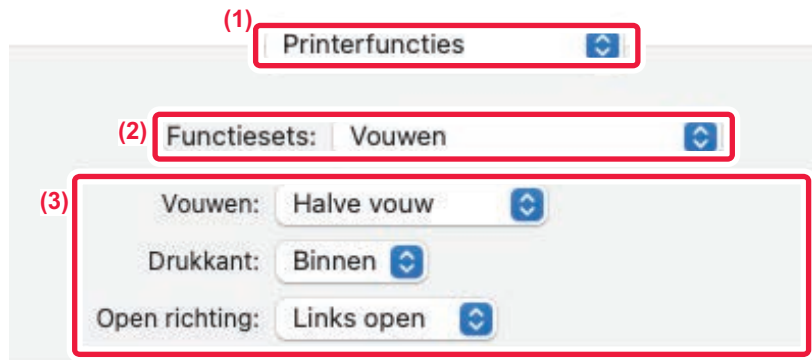 (1) Printerfuncties
(2) Functiesets: Vouwen
(3) Vouwen: Halve vouw
Drukkant: Binnen
Open richting: Links open